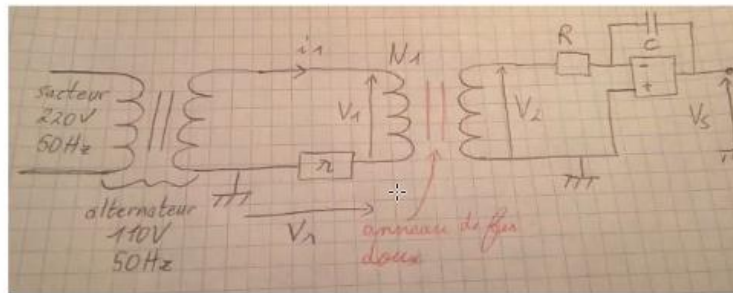 i1
N1
R
C
-
+
secteur
220V
50Hz
V1
V2
Vs
r
alternateur
110V
50Hz
Vr
anneau de fer
doux